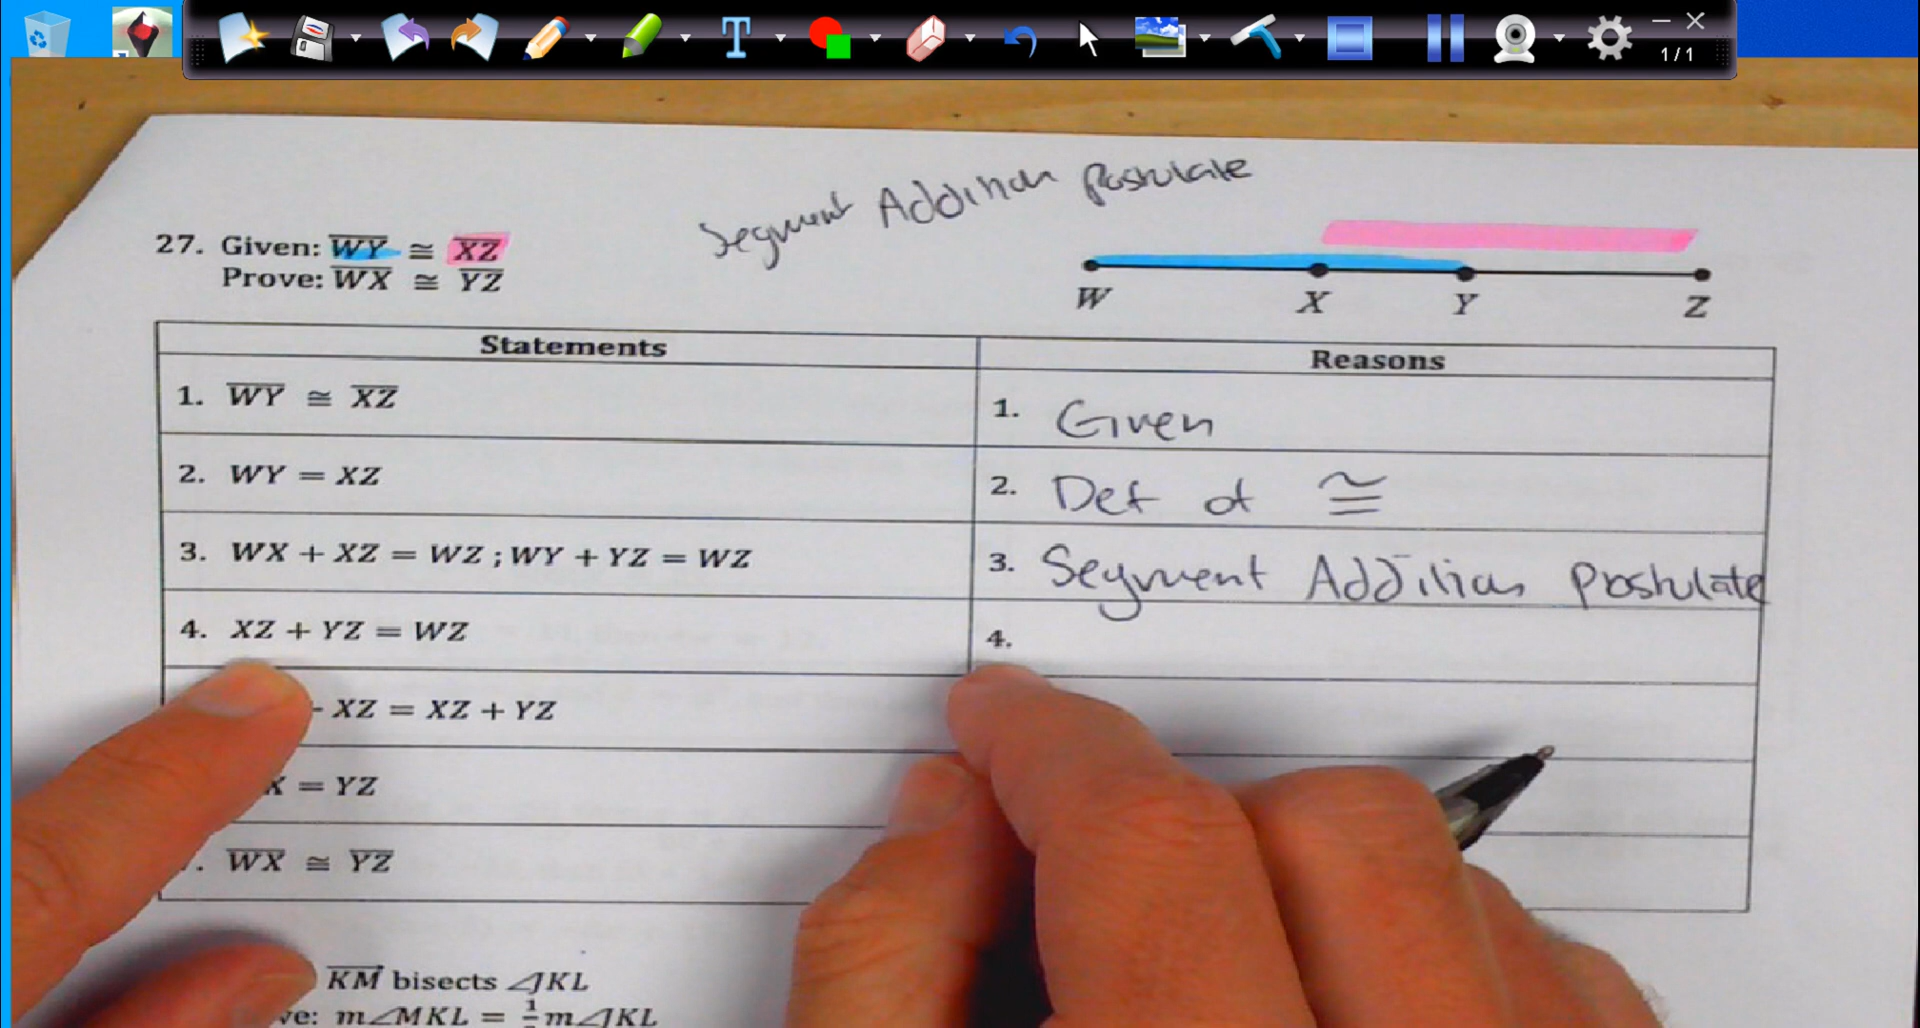 1/1
Segment Addition Postulate
27. Given: WY ≅ XZ
Prove: WX ≅ YZ
W X Y Z
Statements Reasons
1. WY ≅ XZ 1. Given
2. WY = XZ 2. Def of ≅
3. WX + XZ = WZ ; WY + YZ = WZ 3. Segment Addition Postulate
4. XZ + YZ = WZ 4.
XZ = XZ + YZ
= YZ
. WX ≅ YZ
KM bisects ∠JKL
m∠MKL = 1/2 m∠JKL